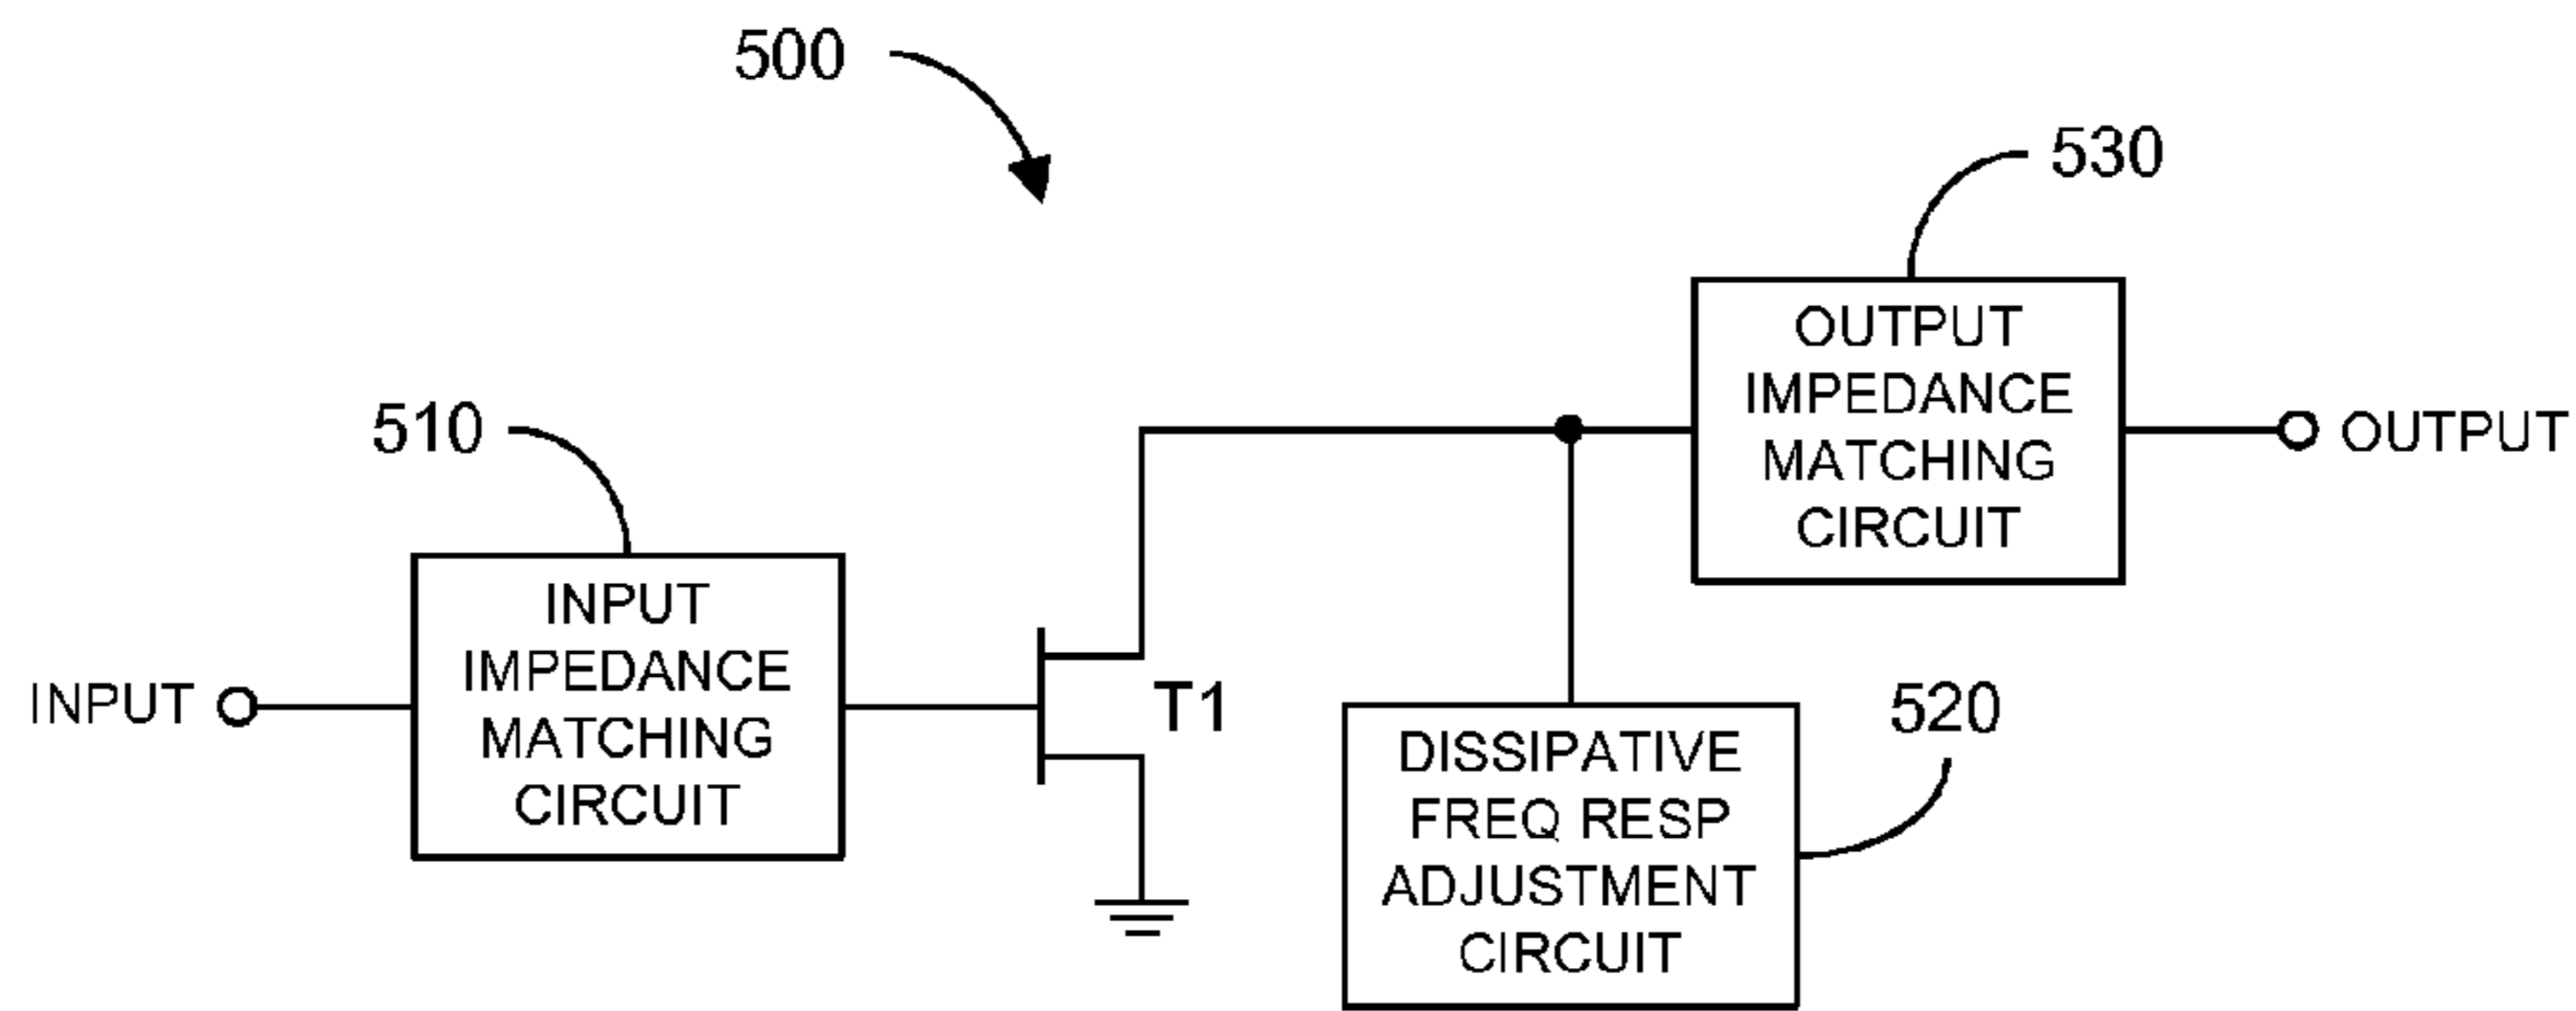 500
530
OUTPUT
IMPEDANCE
MATCHING
CIRCUIT
OUTPUT
510
INPUT
IMPEDANCE
MATCHING
CIRCUIT
INPUT
T1
520
DISSIPATIVE
FREQ RESP
ADJUSTMENT
CIRCUIT